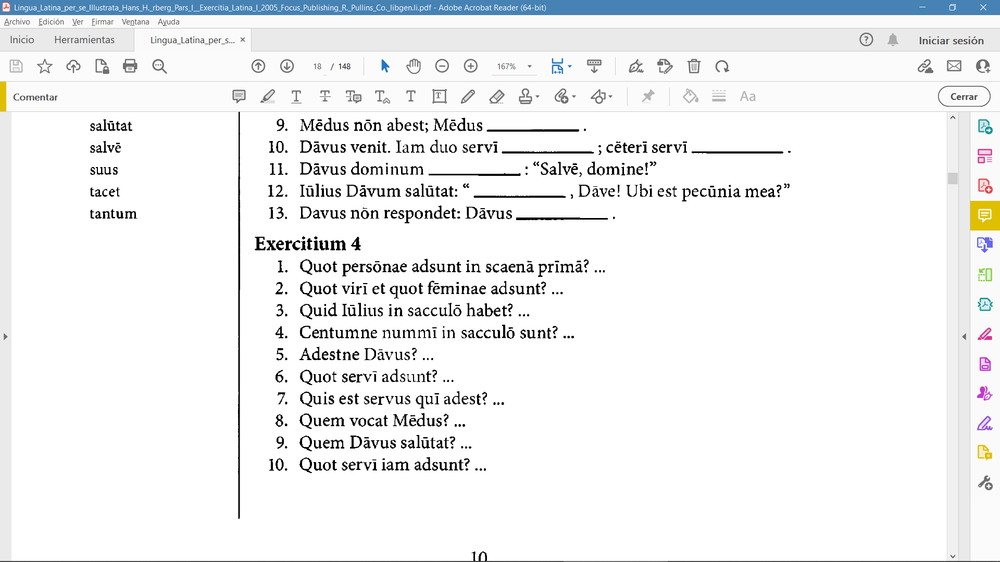 Lingua_Latina_per_se_Illustrata_Hans_H._rberg_Pars_I__Exercitia_Latina_I_2005_Focus_Publishing_R._Pullins_Co._libgen.li.pdf - Adobe Acrobat Reader (64-bit)
Archivo Edición Ver Firmar Ventana Ayuda
Inicio Herramientas Lingua_Latina_per_s... × Iniciar sesión
18 / 148 167%
Comentar Cerrar
salūtat
salvē
suus
tacet
tantum
9. Mēdus nōn abest; Mēdus ____________ .
10. Dāvus venit. Iam duo servī ____________ ; cēterī servī ____________ .
11. Dāvus dominum ____________ : “Salvē, domine!”
12. Iūlius Dāvum salūtat: “ ____________ , Dāve! Ubi est pecūnia mea?”
13. Davus nōn respondet: Dāvus ____________ .
Exercitium 4
1. Quot persōnae adsunt in scaenā prīmā? ...
2. Quot virī et quot fēminae adsunt? ...
3. Quid Iūlius in sacculō habet? ...
4. Centumne nummī in sacculō sunt? ...
5. Adestne Dāvus? ...
6. Quot servī adsunt? ...
7. Quis est servus quī adest? ...
8. Quem vocat Mēdus? ...
9. Quem Dāvus salūtat? ...
10. Quot servī iam adsunt? ...
10